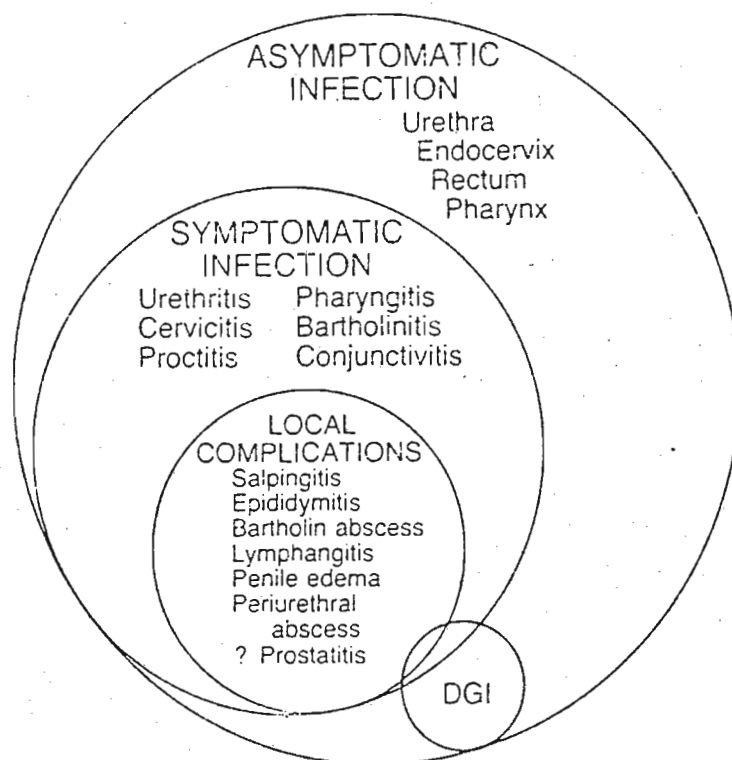 ASYMPTOMATIC
INFECTION
Urethra
Endocervix
Rectum
Pharynx
SYMPTOMATIC
INFECTION
Urethritis Pharyngitis
Cervicitis Bartholinitis
Proctitis Conjunctivitis
LOCAL
COMPLICATIONS
Salpingitis
Epididymitis
Bartholin abscess
Lymphangitis
Penile edema
Periurethral
abscess
? Prostatitis
DGI